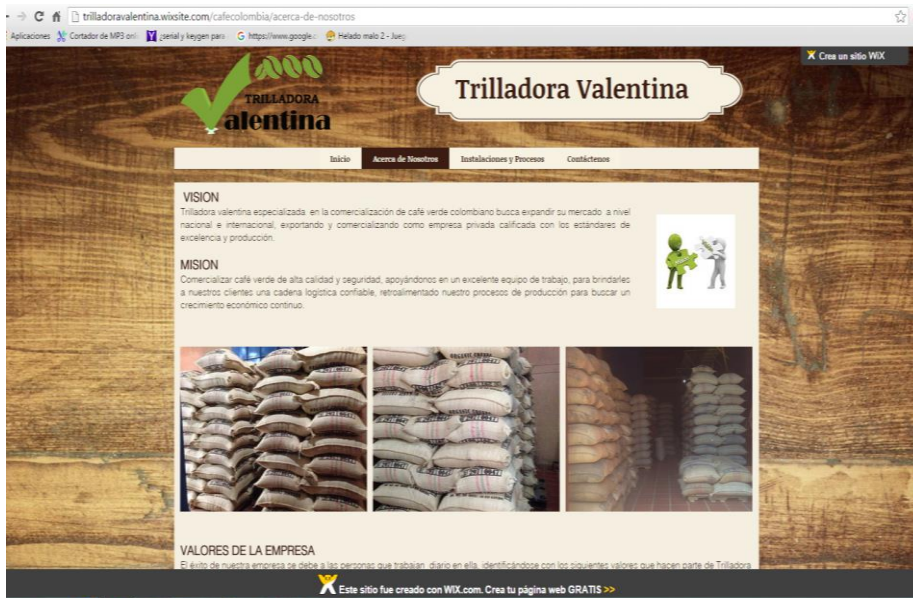 trilladoravalentina.wixsite.com/cafecolombia/acerca-de-nosotros
Aplicaciones Cortador de MP3 onli ¿serial y keygen para https://www.google.c Helado malo 2 - Jueg
Crea un sitio WiX
TRILLADORA
alentina
Trilladora Valentina
Inicio Acerca de Nosotros Instalaciones y Procesos Contáctenos
VISION
Trilladora valentina especializada en la comercialización de café verde colombiano busca expandir su mercado a nivel
nacional e internacional, exportando y comercializando como empresa privada calificada con los estándares de
excelencia y producción.
MISION
Comercializar café verde de alta calidad y seguridad, apoyándonos en un excelente equipo de trabajo, para brindarles
a nuestros clientes una cadena logística confiable, retroalimentado nuestro procesos de producción para buscar un
crecimiento económico continuo.
VALORES DE LA EMPRESA
El éxito de nuestra empresa se debe a las personas que trabajan diario en ella, identificándose con los siguientes valores que hacen parte de Trilladora
Este sitio fue creado con WIX.com. Crea tu página web GRATIS >>